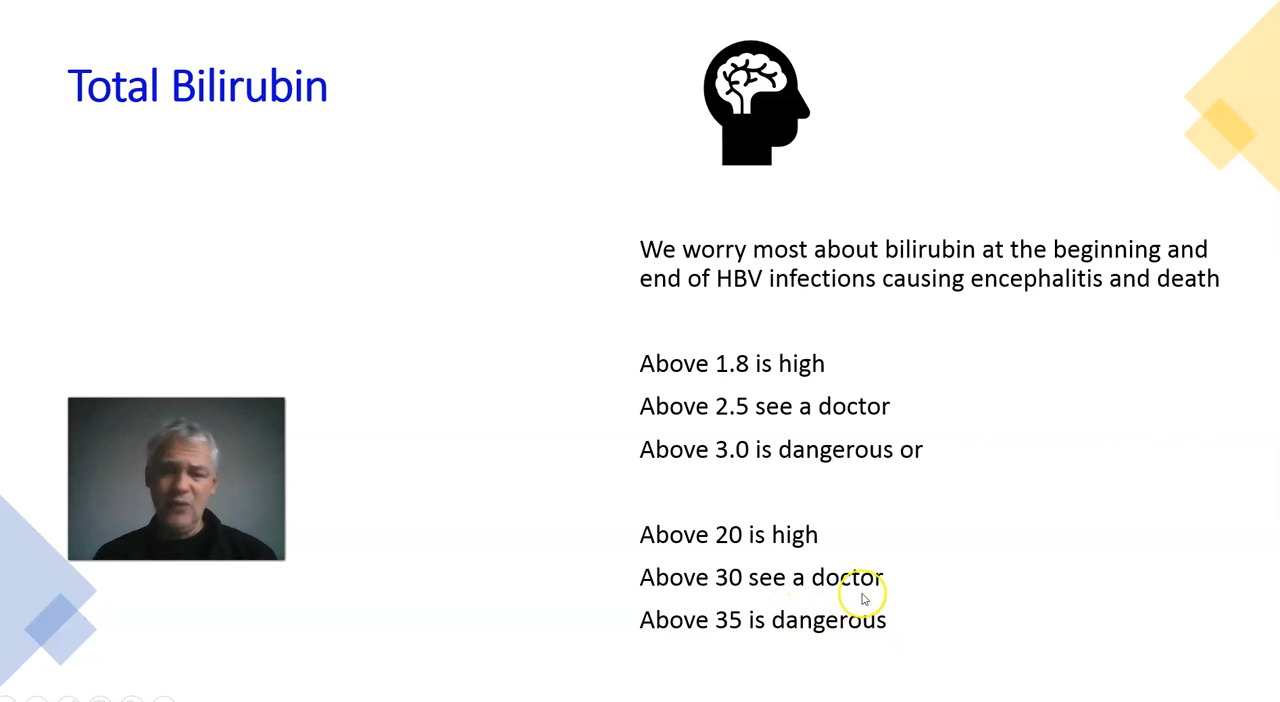 Total Bilirubin
We worry most about bilirubin at the beginning and
end of HBV infections causing encephalitis and death
Above 1.8 is high
Above 2.5 see a doctor
Above 3.0 is dangerous or
Above 20 is high
Above 30 see a doctor
Above 35 is dangerous